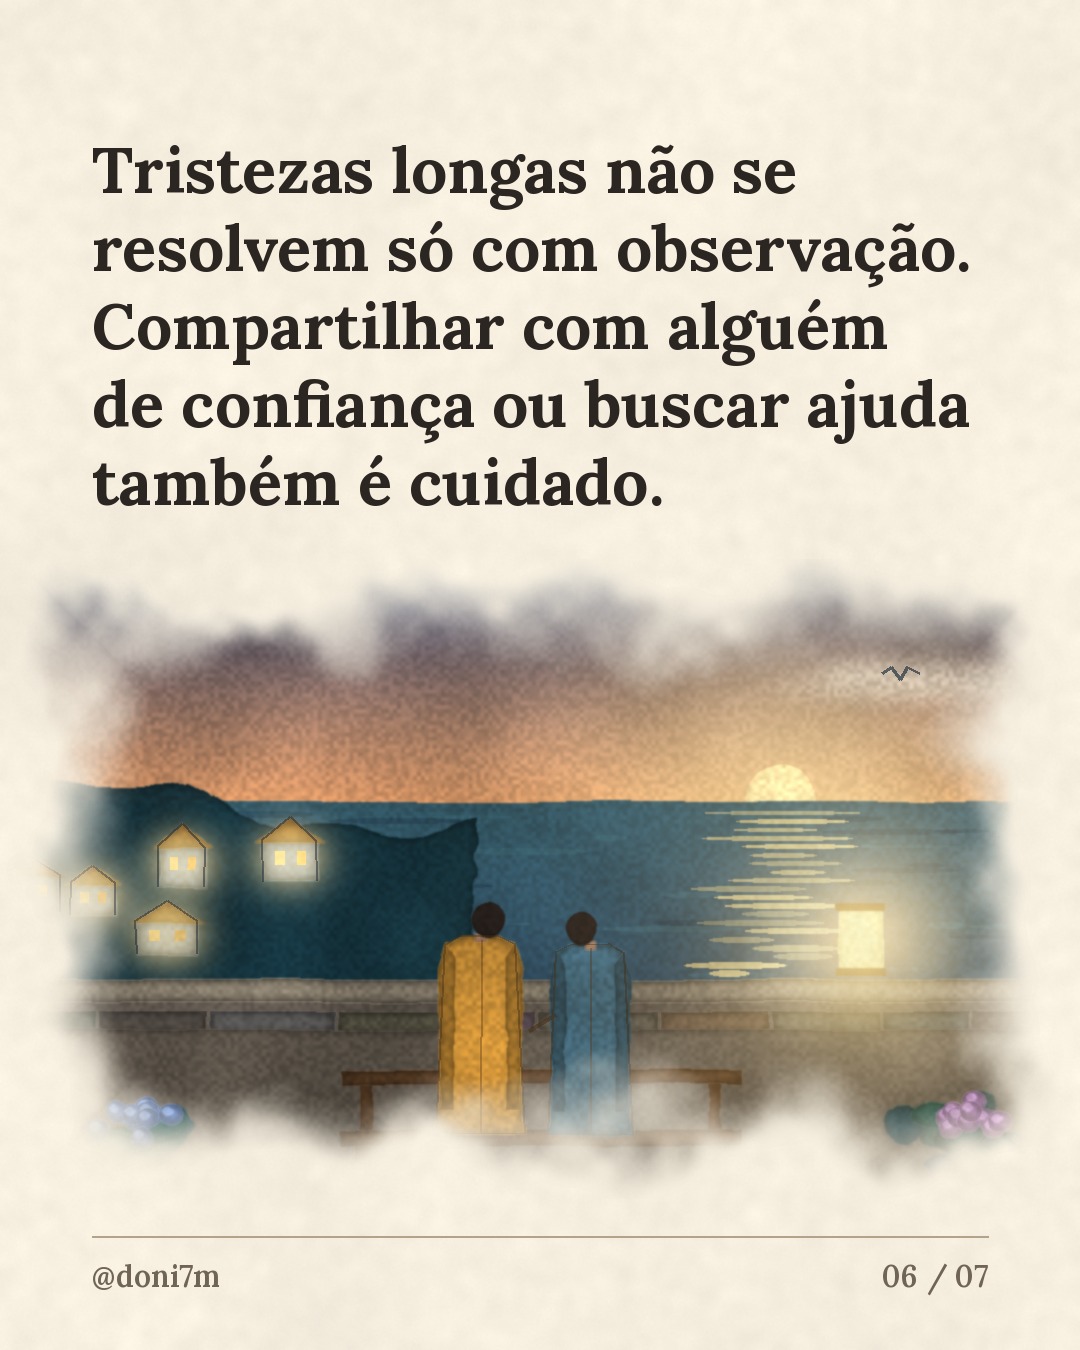 Tristezas longas não se
resolvem só com observação.
Compartilhar com alguém
de confiança ou buscar ajuda
também é cuidado.
@doni7m
06 / 07